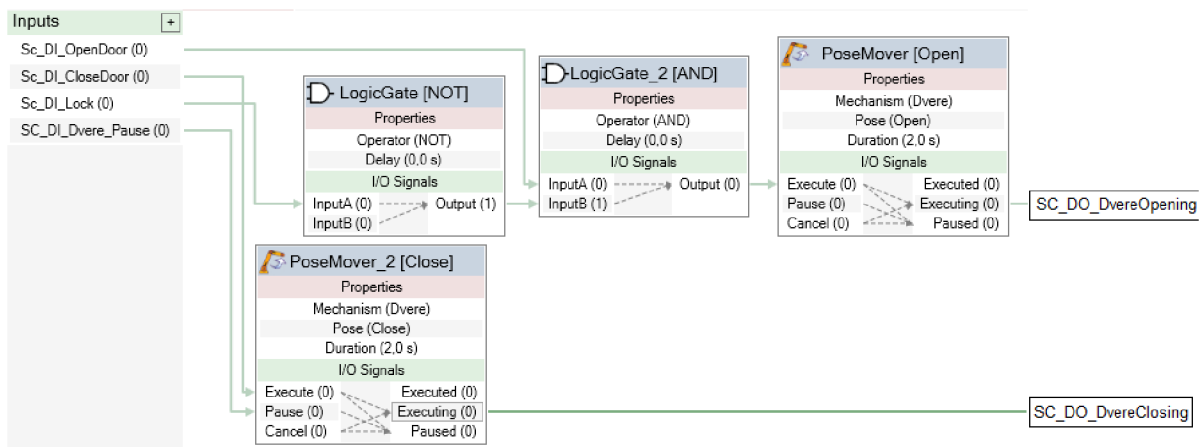 Inputs +
Sc_DI_OpenDoor (0)
Sc_DI_CloseDoor (0)
Sc_DI_Lock (0)
SC_DI_Dvere_Pause (0)
LogicGate [NOT]
Properties
Operator (NOT)
Delay (0,0 s)
I/O Signals
InputA (0) Output (1)
InputB (0)
LogicGate_2 [AND]
Properties
Operator (AND)
Delay (0,0 s)
I/O Signals
InputA (0) Output (0)
InputB (1)
PoseMover [Open]
Properties
Mechanism (Dvere)
Pose (Open)
Duration (2,0 s)
I/O Signals
Execute (0) Executed (0)
Pause (0) Executing (0)
Cancel (0) Paused (0)
SC_DO_DvereOpening
PoseMover_2 [Close]
Properties
Mechanism (Dvere)
Pose (Close)
Duration (2,0 s)
I/O Signals
Execute (0) Executed (0)
Pause (0) Executing (0)
Cancel (0) Paused (0)
SC_DO_DvereClosing